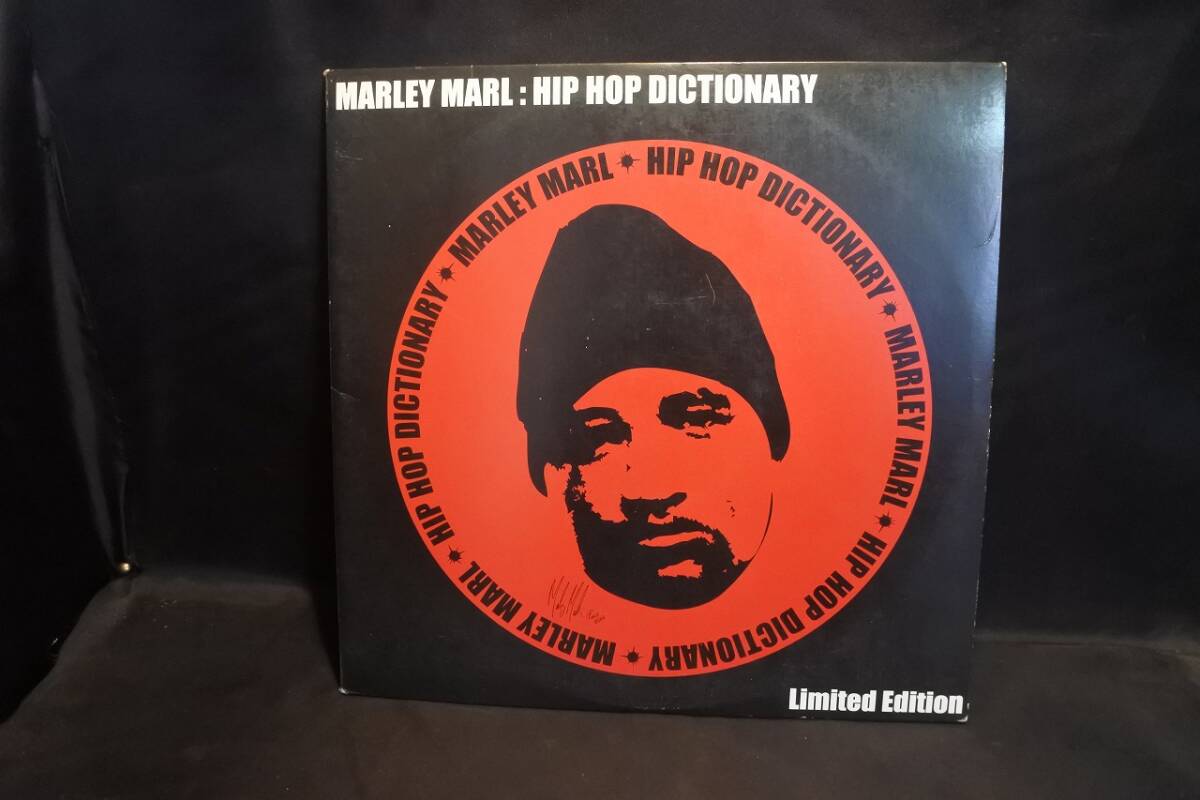 MARLEY MARL : HIP HOP DICTIONARY
MARLEY MARL * HIP HOP DICTIONARY * MARLEY MARL * HIP HOP DICTIONARY * MARLEY MARL * HIP HOP DICTIONARY
Limited Edition